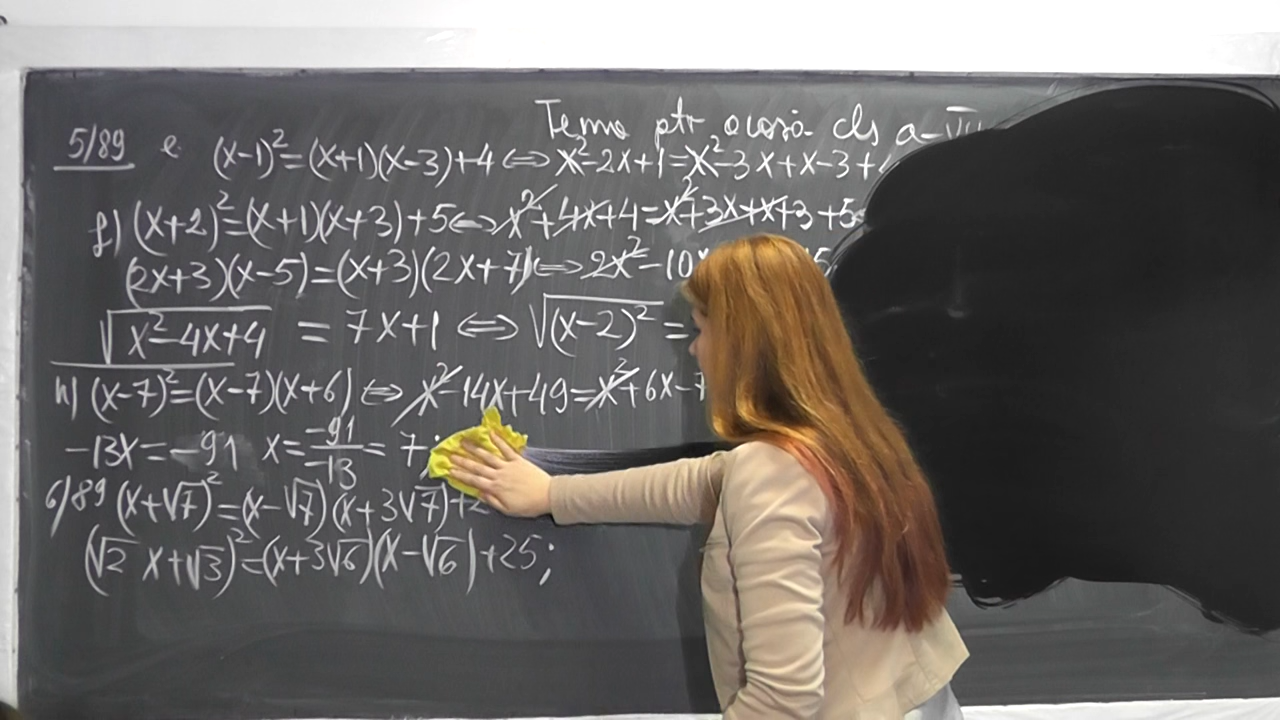 Tema ptr. acasă cls a-VII
5/89 e (x-1)²=(x+1)(x-3)+4 ⇔ x²-2x+1=x²-3x+x-3+
f) (x+2)²=(x+1)(x+3)+5 ⇔ x²+4x+4=x²+3x+x+3+5
(2x+3)(x-5)=(x+3)(2x+7) ⇔ 2x²-10
√x²-4x+4 = 7x+1 ⇔ √(x-2)² =
h) (x-7)²=(x-7)(x+6) ⇔ x²-14x+49=x²+6x-7
-13x=-91 x=-91/-13=7;
6/89 (x+√7)²=(x-√7)(x+3√7)+2
(√2 x+√3)²=(x+3√6)(x-√6)+25;